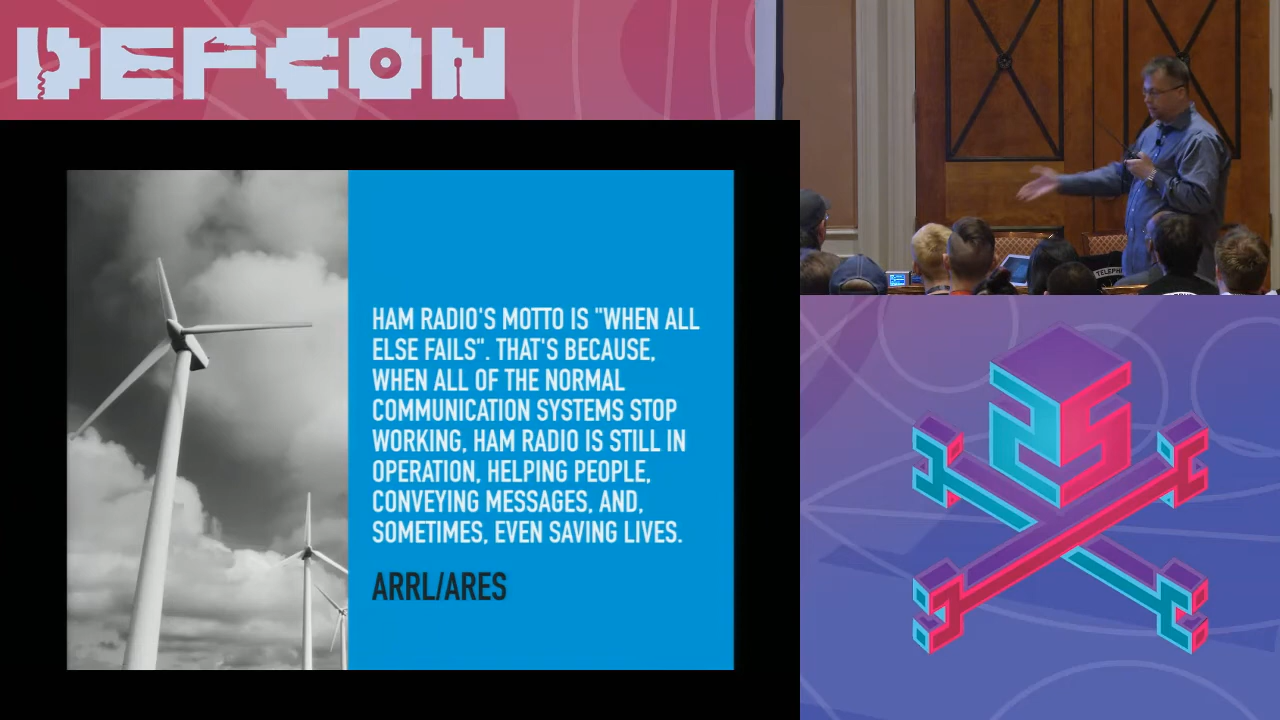 DEFCON
HAM RADIO'S MOTTO IS "WHEN ALL
ELSE FAILS". THAT'S BECAUSE,
WHEN ALL OF THE NORMAL
COMMUNICATION SYSTEMS STOP
WORKING, HAM RADIO IS STILL IN
OPERATION, HELPING PEOPLE,
CONVEYING MESSAGES, AND,
SOMETIMES, EVEN SAVING LIVES.
ARRL/ARES
25